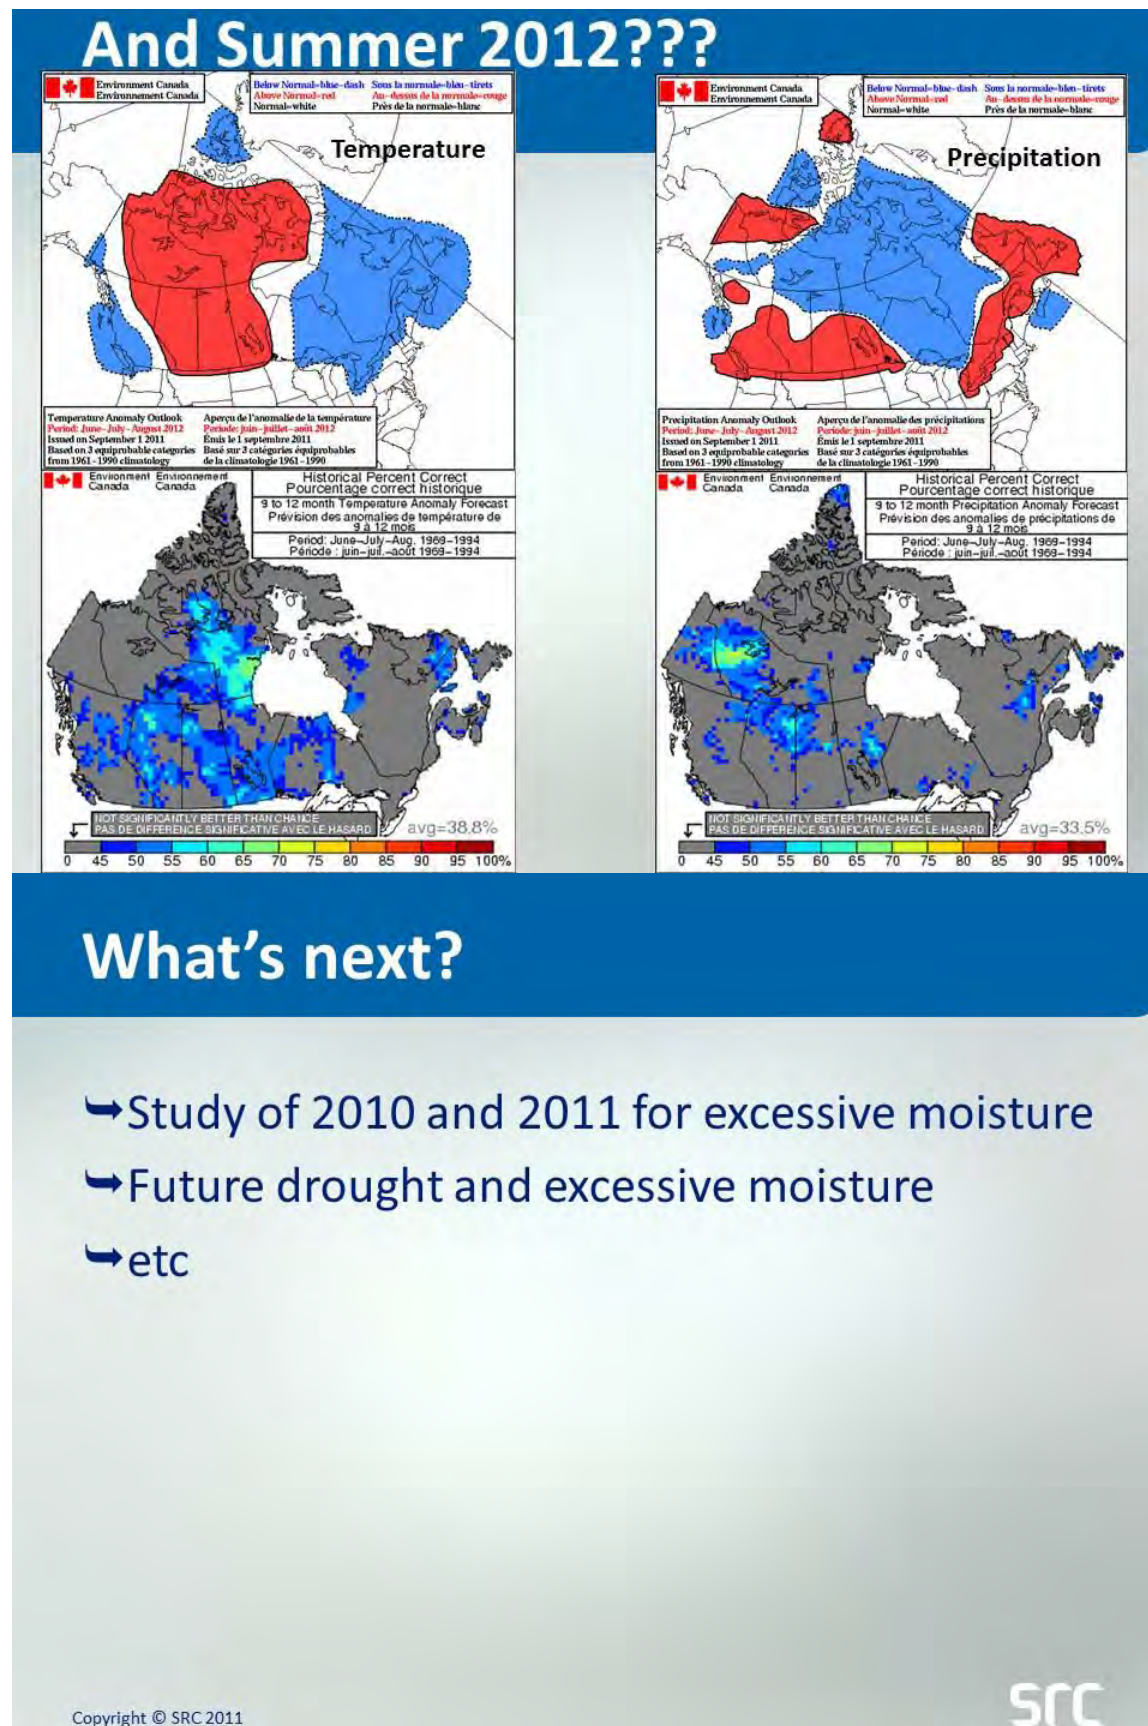 And Summer 2012???
Environment Canada
Environnement Canada
Below Normal=blue-dash Sous la normale=bleu-tirets
Above Normal=red Au-dessus de la normale=rouge
Normal=white Près de la normale=blanc
Temperature
Temperature Anomaly Outlook Aperçu de l'anomalie de la température
Period: June-July-August 2012 Periode: juin-juillet-août 2012
Issued on September 1 2011 Émis le 1 septembre 2011
Based on 3 equiprobable categories Basé sur 3 catégories équiprobables
from 1961-1990 climatology de la climatologie 1961-1990
Environment Environnement
Canada Canada
Historical Percent Correct
Pourcentage correct historique
9 to 12 month Temperature Anomaly Forecast
Prévision des anomalies de température de
9 à 12 mois
Period: June-July-Aug. 1969-1994
Période : juin-juil.-août 1969-1994
NOT SIGNIFICANTLY BETTER THAN CHANCE
PAS DE DIFFERENCE SIGNIFICATIVE AVEC LE HASARD
avg=38.8%
0 45 50 55 60 65 70 75 80 85 90 95 100%
Environment Canada
Environnement Canada
Below Normal=blue-dash Sous la normale=bleu-tirets
Above Normal=red Au-dessus de la normale=rouge
Normal=white Près de la normale=blanc
Precipitation
Precipitation Anomaly Outlook Aperçu de l'anomalie des précipitations
Period: June-July-August 2012 Periode: juin-juillet-août 2012
Issued on September 1 2011 Émis le 1 septembre 2011
Based on 3 equiprobable categories Basé sur 3 catégories équiprobables
from 1961-1990 climatology de la climatologie 1961-1990
Environment Environnement
Canada Canada
Historical Percent Correct
Pourcentage correct historique
9 to 12 month Precipitation Anomaly Forecast
Prévision des anomalies de précipitations de
9 à 12 mois
Period: June-July-Aug. 1969-1994
Période : juin-juil.-août 1969-1994
NOT SIGNIFICANTLY BETTER THAN CHANCE
PAS DE DIFFERENCE SIGNIFICATIVE AVEC LE HASARD
avg=33.5%
0 45 50 55 60 65 70 75 80 85 90 95 100%
What's next?
➥Study of 2010 and 2011 for excessive moisture
➥Future drought and excessive moisture
➥etc
Copyright © SRC 2011
src